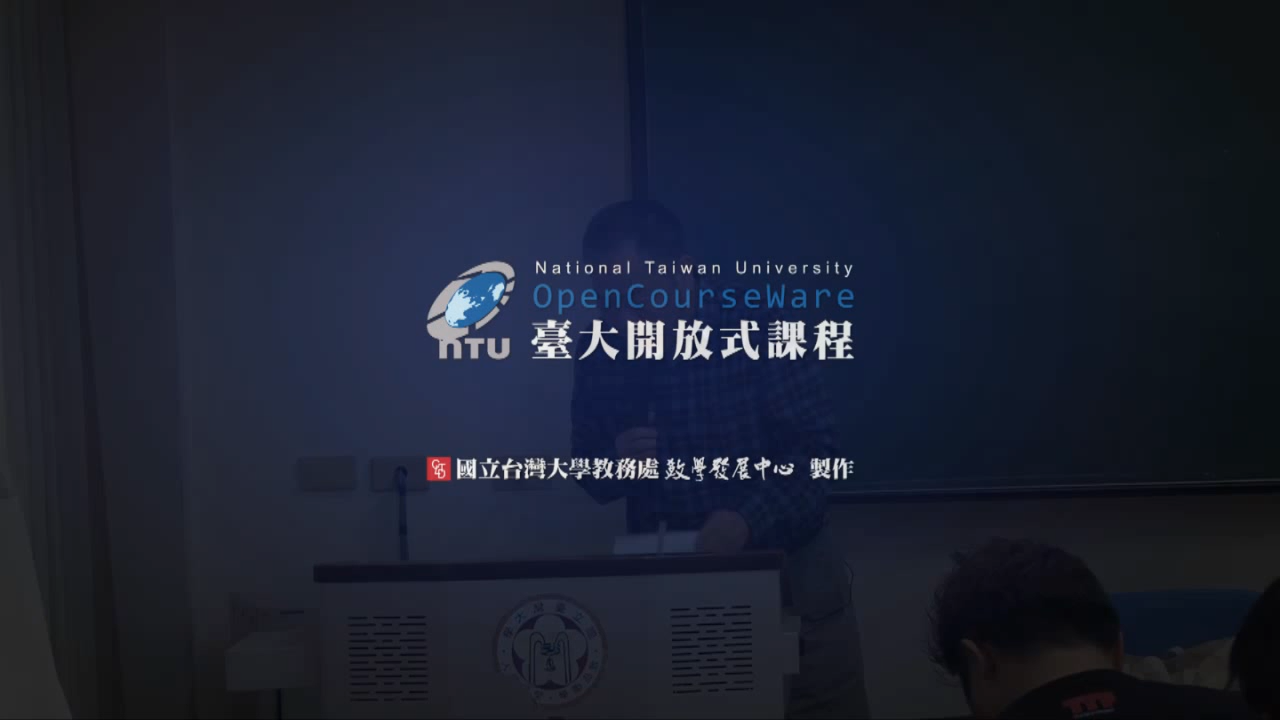 National Taiwan University
OpenCourseWare
臺大開放式課程
NTU
國立台灣大學教務處 教學發展中心 製作